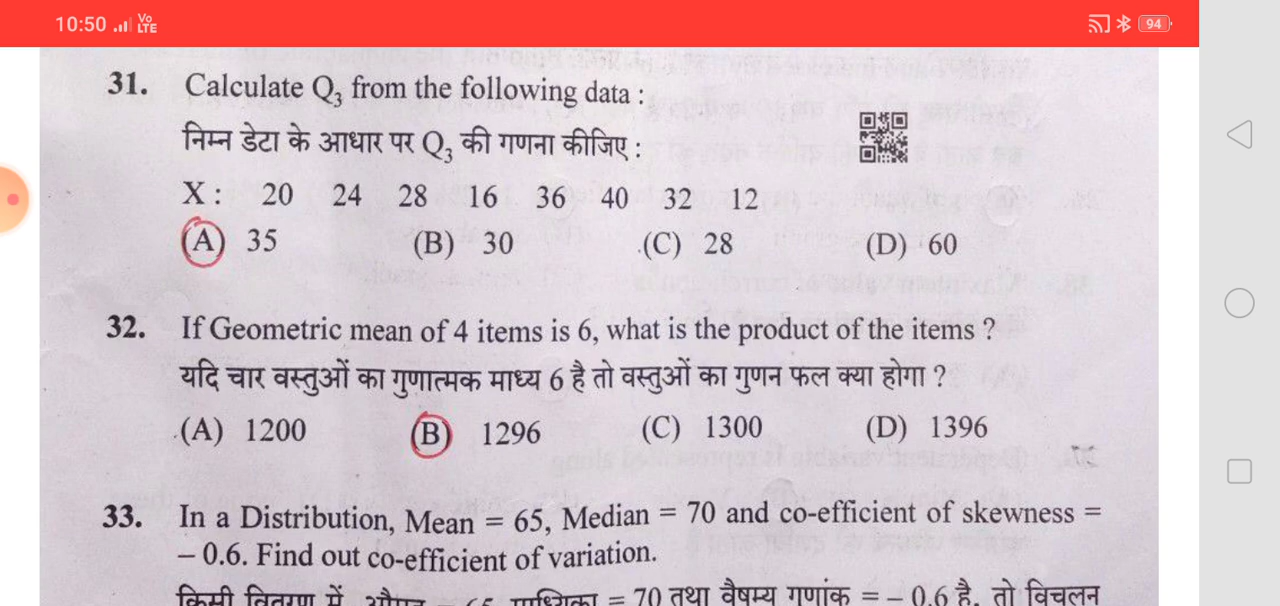 10:50 Vo LTE 94
31. Calculate Q₃ from the following data :
निम्न डेटा के आधार पर Q₃ की गणना कीजिए :
X : 20 24 28 16 36 40 32 12
(A) 35 (B) 30 (C) 28 (D) 60
32. If Geometric mean of 4 items is 6, what is the product of the items ?
यदि चार वस्तुओं का गुणात्मक माध्य 6 है तो वस्तुओं का गुणन फल क्या होगा ?
(A) 1200 (B) 1296 (C) 1300 (D) 1396
33. In a Distribution, Mean = 65, Median = 70 and co-efficient of skewness =
– 0.6. Find out co-efficient of variation.
किसी वितरण में, औसत = 65, माध्यिका = 70 तथा वैषम्य गुणांक = – 0.6 है, तो विचलन